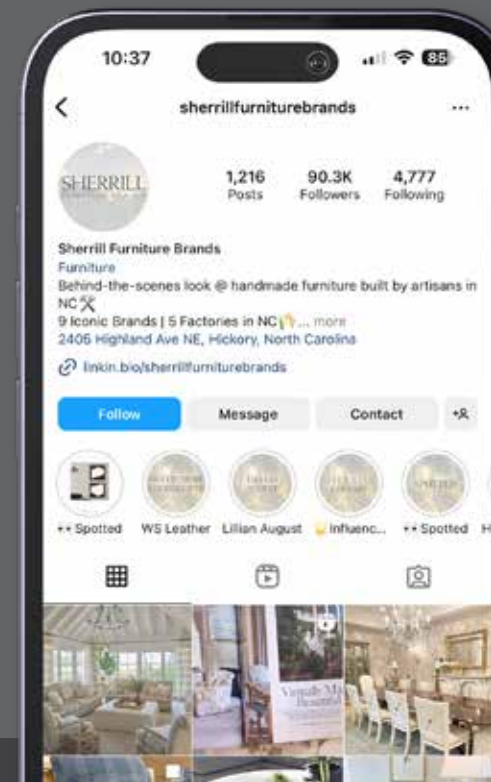 10:37
85
sherrillfurniturebrands
SHERRILL
1,216 90.3K 4,777
Posts Followers Following
Sherrill Furniture Brands
Furniture
Behind-the-scenes look @ handmade furniture built by artisans in
NC⚒️
9 Iconic Brands | 5 Factories in NC ... more
2405 Highland Ave NE, Hickory, North Carolina
linkin.bio/sherrillfurniturebrands
Follow Message Contact
Spotted WS Leather Lillian August Influenc... Spotted H